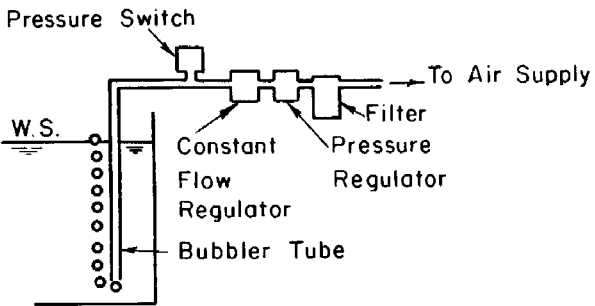 Pressure Switch
To Air Supply
Filter
W.S.
Constant
Flow
Regulator
Pressure
Regulator
Bubbler Tube